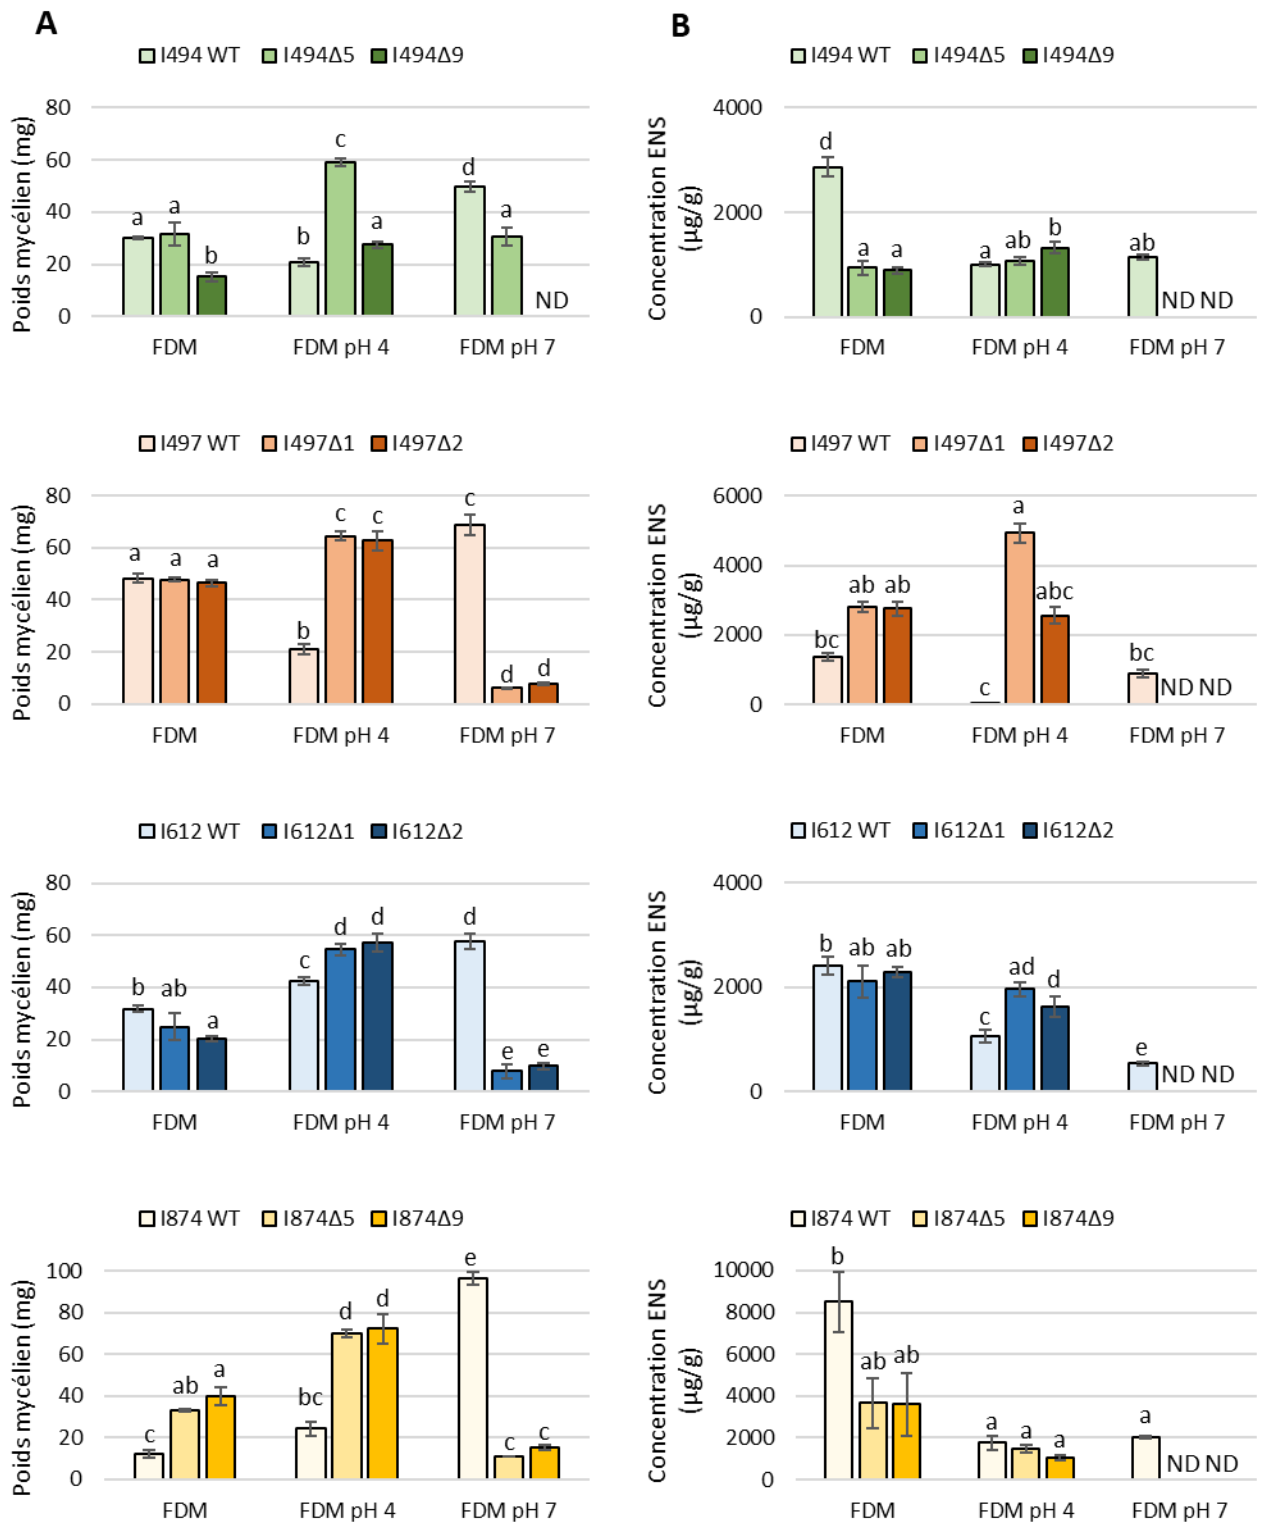 A
B
I494 WT I494Δ5 I494Δ9
Poids mycélien (mg)
80
60
40
20
0
a a b b c a d a ND
FDM FDM pH 4 FDM pH 7
I494 WT I494Δ5 I494Δ9
Concentration ENS
(µg/g)
4000
2000
0
d a a a ab b ab ND ND
FDM FDM pH 4 FDM pH 7
I497 WT I497Δ1 I497Δ2
Poids mycélien (mg)
80
60
40
20
0
a a a b c c c d d
FDM FDM pH 4 FDM pH 7
I497 WT I497Δ1 I497Δ2
Concentration ENS
(µg/g)
6000
4000
2000
0
bc ab ab c a abc bc ND ND
FDM FDM pH 4 FDM pH 7
I612 WT I612Δ1 I612Δ2
Poids mycélien (mg)
80
60
40
20
0
b ab a c d d d e e
FDM FDM pH 4 FDM pH 7
I612 WT I612Δ1 I612Δ2
Concentration ENS
(µg/g)
4000
2000
0
b ab ab c ad d e ND ND
FDM FDM pH 4 FDM pH 7
I874 WT I874Δ5 I874Δ9
Poids mycélien (mg)
100
80
60
40
20
0
c ab a bc d d e c c
FDM FDM pH 4 FDM pH 7
I874 WT I874Δ5 I874Δ9
Concentration ENS
(µg/g)
10000
8000
6000
4000
2000
0
b ab ab a a a a ND ND
FDM FDM pH 4 FDM pH 7